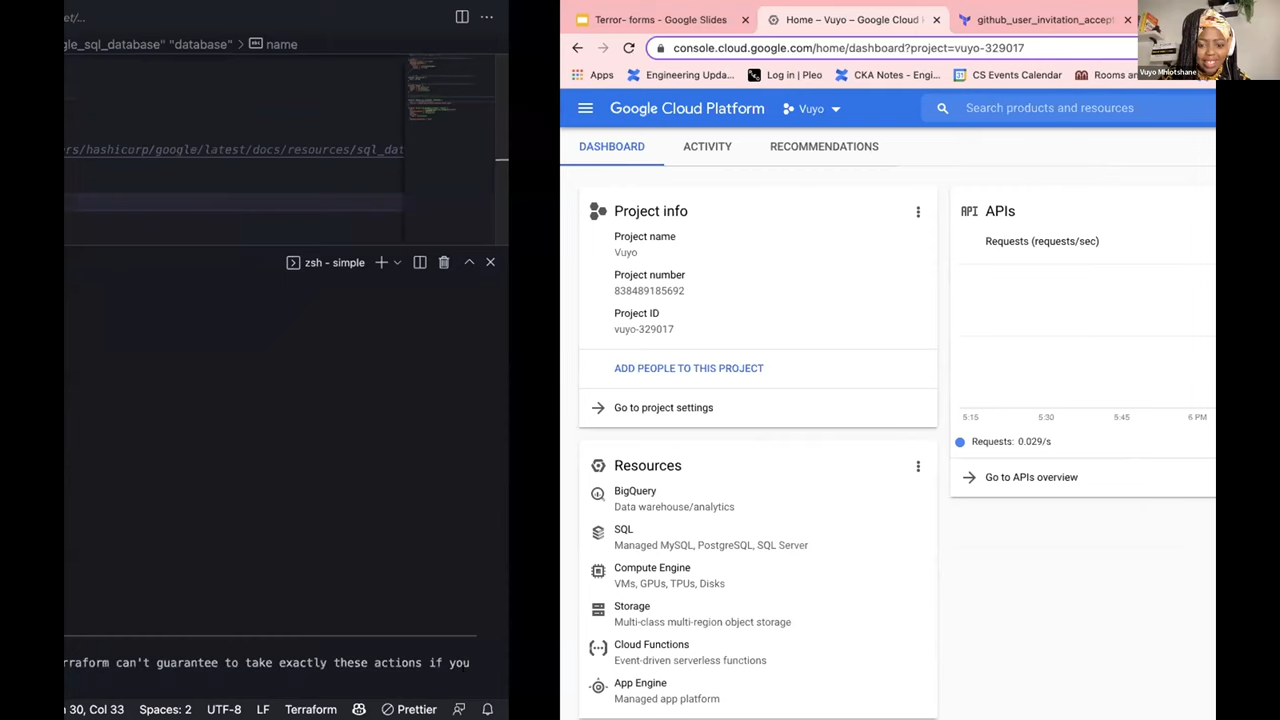 et/...
gle_sql_database" "database" > name
ers/hashicorp/google/latest/docs/resources/sql_dat
zsh - simple
rraform can't guarantee to take exactly these actions if you
n 30, Col 33 Spaces: 2 UTF-8 LF Terraform Prettier
Terror- forms - Google Slides
Home – Vuyo – Google Cloud
github_user_invitation_accept
console.cloud.google.com/home/dashboard?project=vuyo-329017
Apps
Engineering Upda...
Log in | Pleo
CKA Notes - Engi...
CS Events Calendar
Rooms an
Vuyo Mhlotshane
Google Cloud Platform
Vuyo
Search products and resources
DASHBOARD
ACTIVITY
RECOMMENDATIONS
Project info
Project name
Vuyo
Project number
838489185692
Project ID
vuyo-329017
ADD PEOPLE TO THIS PROJECT
Go to project settings
Resources
BigQuery
Data warehouse/analytics
SQL
Managed MySQL, PostgreSQL, SQL Server
Compute Engine
VMs, GPUs, TPUs, Disks
Storage
Multi-class multi-region object storage
Cloud Functions
Event-driven serverless functions
App Engine
Managed app platform
API APIs
Requests (requests/sec)
5:15 5:30 5:45 6 PM
Requests: 0.029/s
Go to APIs overview